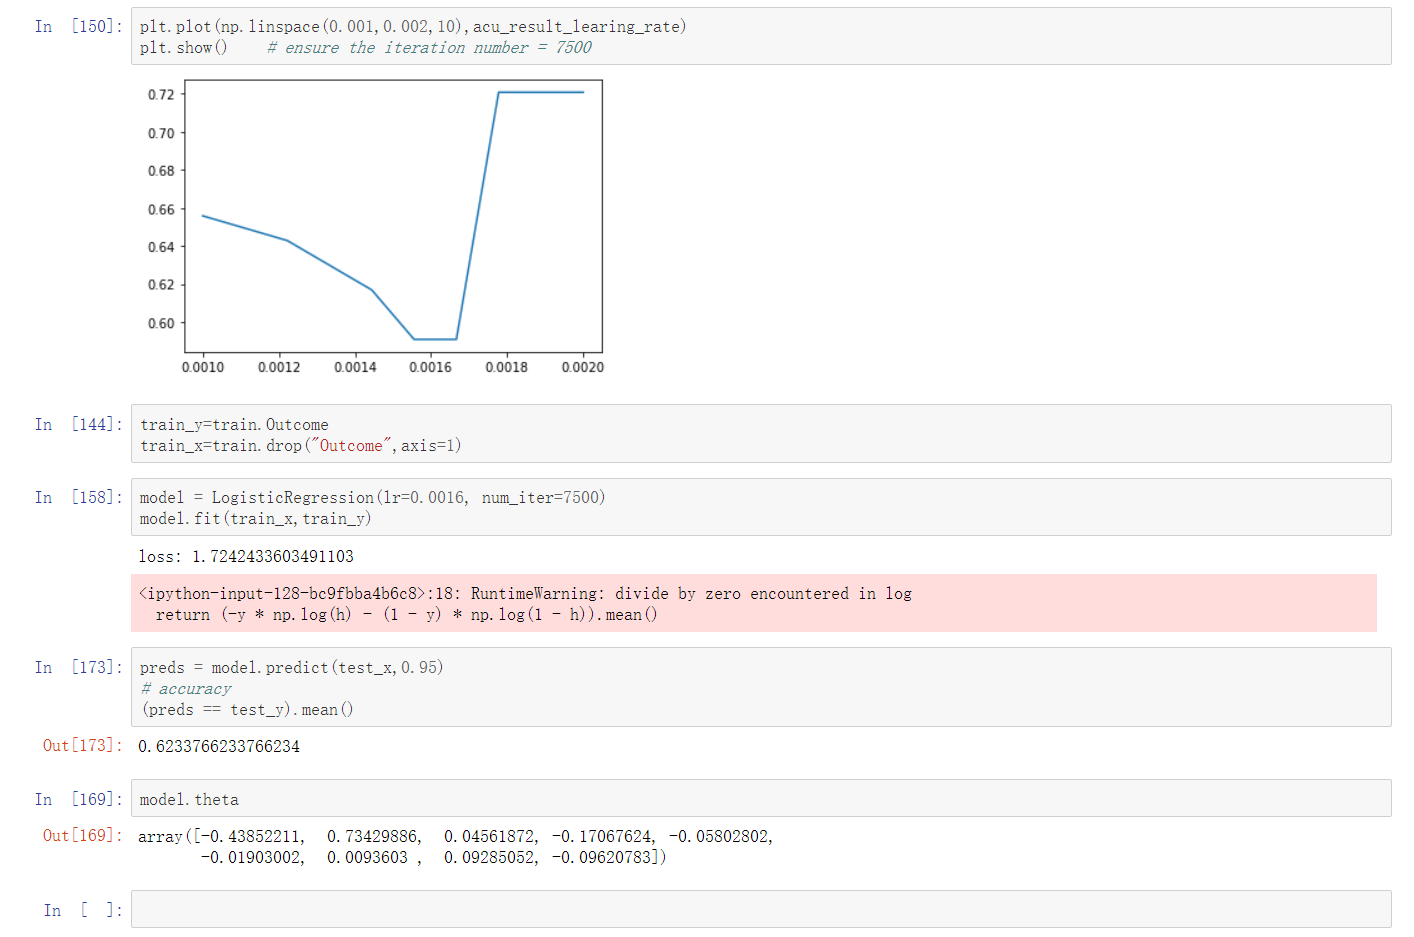 In [150]: plt.plot(np.linspace(0.001,0.002,10),acu_result_learing_rate)
plt.show()    # ensure the iteration number = 7500
0.72
0.70
0.68
0.66
0.64
0.62
0.60
0.0010 0.0012 0.0014 0.0016 0.0018 0.0020
In [144]: train_y=train.Outcome
train_x=train.drop("Outcome",axis=1)
In [158]: model = LogisticRegression(lr=0.0016, num_iter=7500)
model.fit(train_x,train_y)
loss: 1.7242433603491103
<ipython-input-128-bc9fbba4b6c8>:18: RuntimeWarning: divide by zero encountered in log
return (-y * np.log(h) - (1 - y) * np.log(1 - h)).mean()
In [173]: preds = model.predict(test_x,0.95)
# accuracy
(preds == test_y).mean()
Out[173]: 0.6233766233766234
In [169]: model.theta
Out[169]: array([-0.43852211,  0.73429886,  0.04561872, -0.17067624, -0.05802802,
-0.01903002,  0.0093603 ,  0.09285052, -0.09620783])
In [ ]: